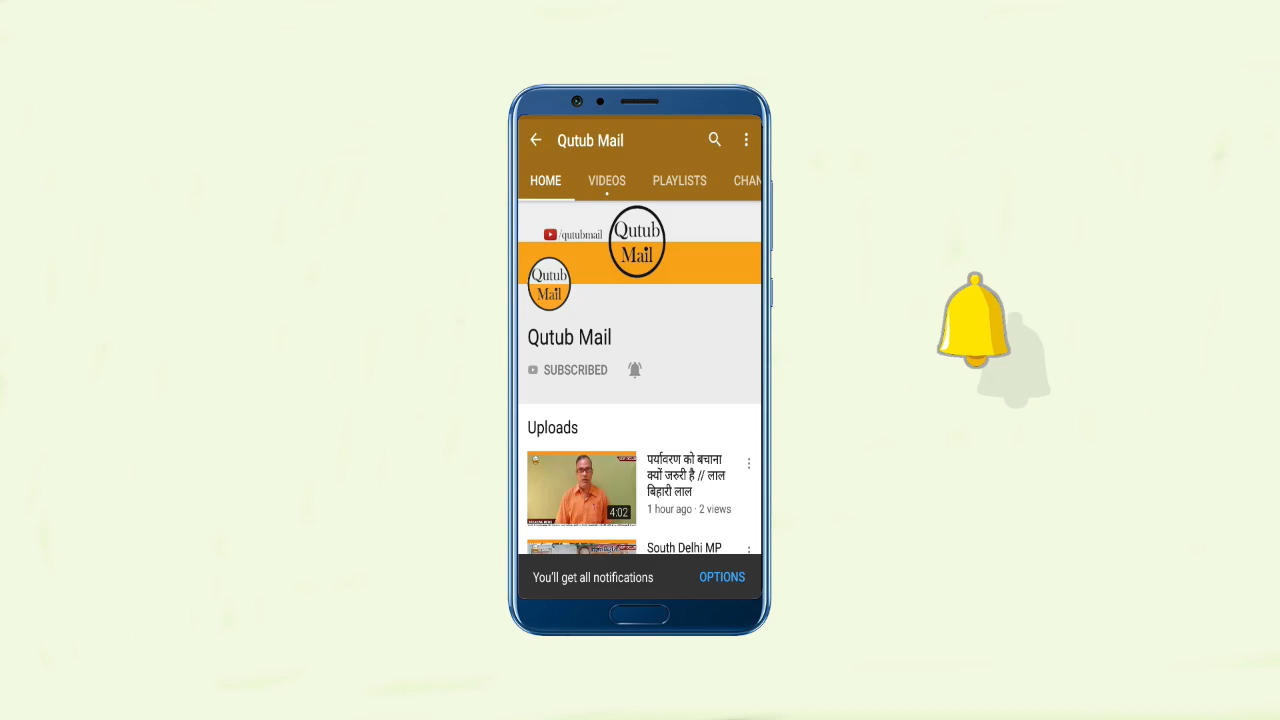 Qutub Mail
HOME VIDEOS PLAYLISTS CHAN
/qutubmail
Qutub
Mail
Qutub
Mail
Qutub Mail
SUBSCRIBED
Uploads
पर्यावरण को बचाना
क्यों जरुरी है // लाल
बिहारी लाल
4:02
1 hour ago · 2 views
South Delhi MP
You'll get all notifications OPTIONS